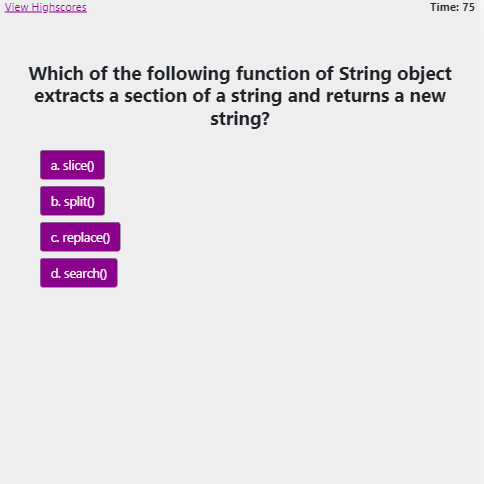 View Highscores
Time: 75
Which of the following function of String object
extracts a section of a string and returns a new
string?
a. slice()
b. split()
c. replace()
d. search()